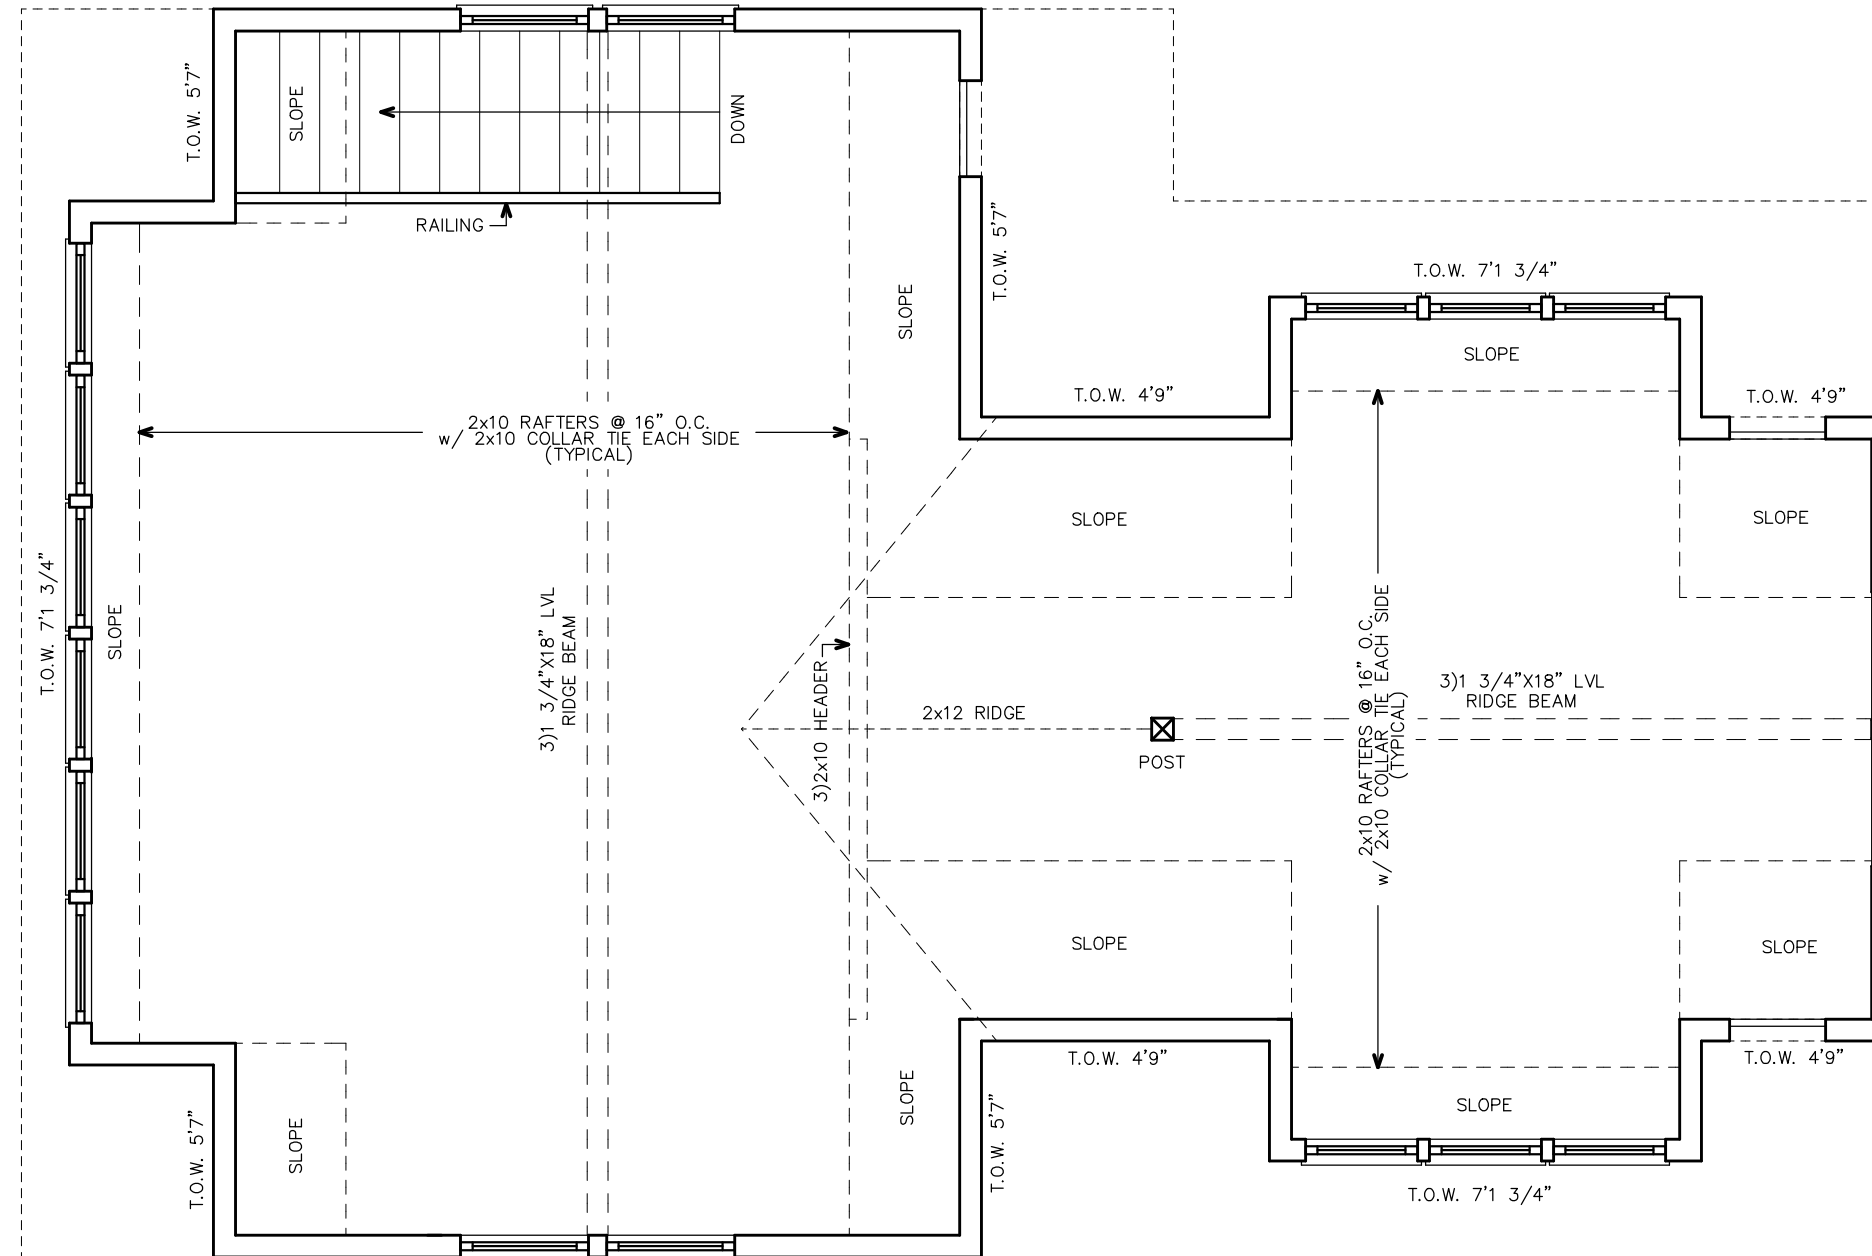 T.O.W. 5'7"
SLOPE
DOWN
RAILING
T.O.W. 5'7"
SLOPE
T.O.W. 7'1 3/4"
SLOPE
T.O.W. 4'9"
T.O.W. 4'9"
2x10 RAFTERS @ 16" O.C.
w/ 2x10 COLLAR TIE EACH SIDE
(TYPICAL)
SLOPE
SLOPE
T.O.W. 7'1 3/4"
SLOPE
3)1 3/4"X18" LVL
RIDGE BEAM
3)2x10 HEADER
2x12 RIDGE
POST
2x10 RAFTERS @ 16" O.C.
w/ 2x10 COLLAR TIE EACH SIDE
(TYPICAL)
3)1 3/4"X18" LVL
RIDGE BEAM
SLOPE
SLOPE
T.O.W. 4'9"
T.O.W. 4'9"
SLOPE
SLOPE
T.O.W. 5'7"
SLOPE
T.O.W. 5'7"
T.O.W. 7'1 3/4"